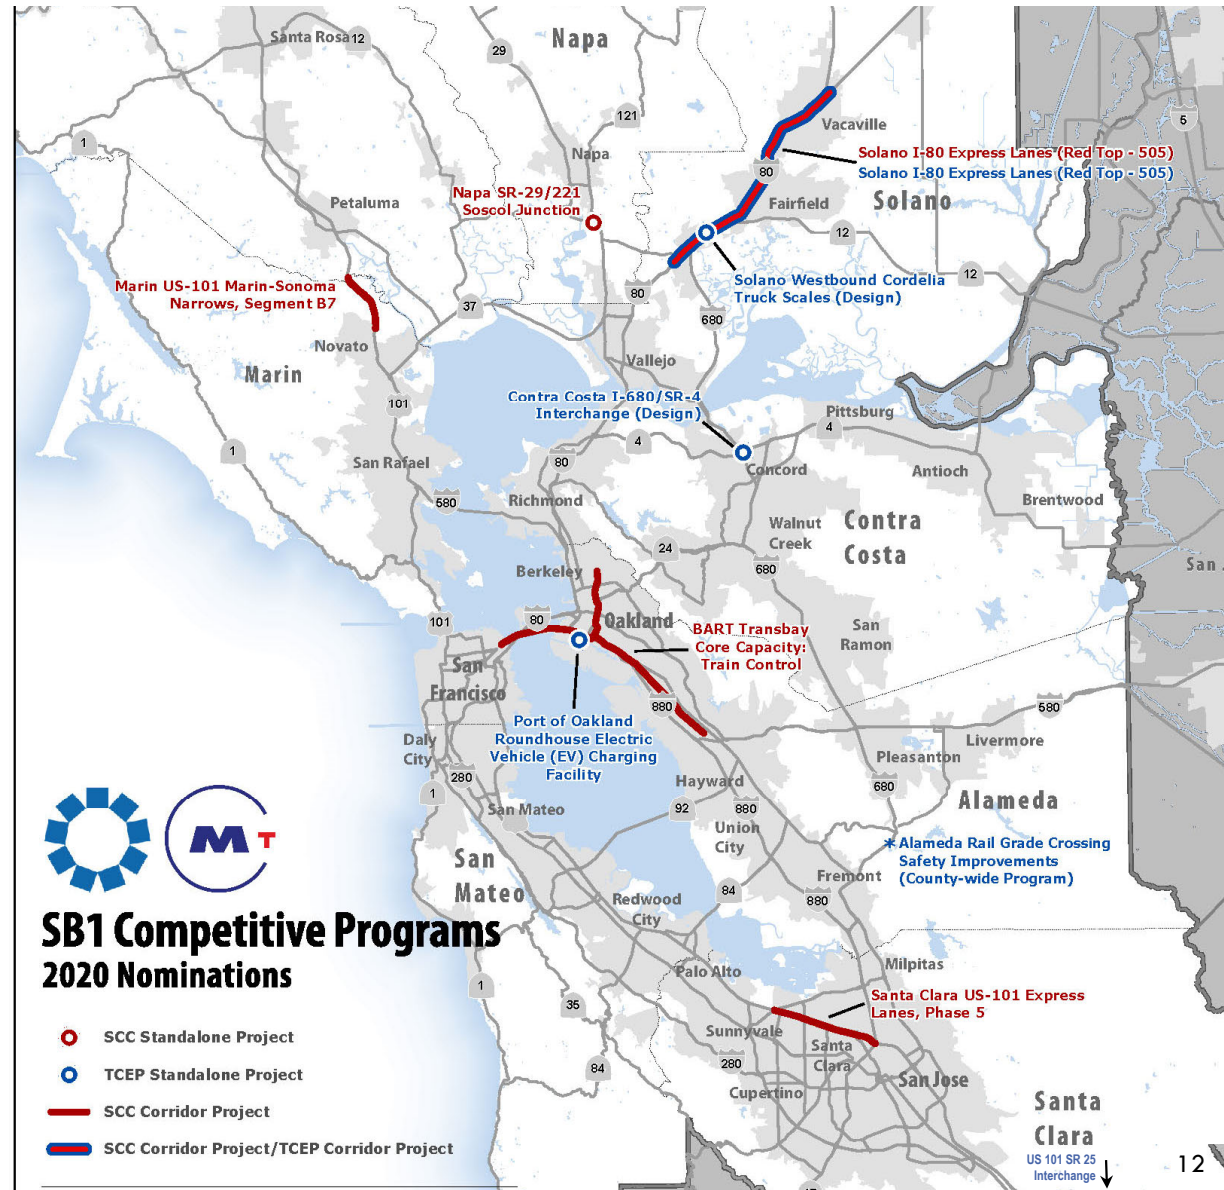 Santa Rosa
12
29
Napa
5
121
1
Vacaville
Napa
Solano I-80 Express Lanes (Red Top - 505)
Solano I-80 Express Lanes (Red Top - 505)
80
Napa SR-29/221
Soscol Junction
Petaluma
Fairfield
Solano
12
12
Solano Westbound Cordelia
Truck Scales (Design)
Marin US-101 Marin-Sonoma
Narrows, Segment B7
80
37
680
Novato
Vallejo
Marin
Contra Costa I-680/SR-4
Interchange (Design)
101
Pittsburg
4
4
1
San Rafael
80
Concord
Antioch
580
Richmond
Brentwood
Walnut
Creek
Contra
Costa
24
680
Berkeley
San
101
80
Oakland
BART Transbay
Core Capacity:
Train Control
San
Ramon
San
Francisco
880
580
Port of Oakland
Roundhouse Electric
Vehicle (EV) Charging
Facility
Daly
City
Livermore
Pleasanton
280
Hayward
1
680
San Mateo
92
880
Alameda
Union
City
M T
* Alameda Rail Grade Crossing
Safety Improvements
(County-wide Program)
San
Mateo
Fremont
84
Redwood
City
880
SB1 Competitive Programs
2020 Nominations
Palo Alto
Milpitas
1
35
Santa Clara US-101 Express
Lanes, Phase 5
Sunnyvale
Santa
Clara
SCC Standalone Project
TCEP Standalone Project
84
280
Cupertino
San Jose
SCC Corridor Project
Santa
Clara
SCC Corridor Project/TCEP Corridor Project
US 101 SR 25
Interchange
12